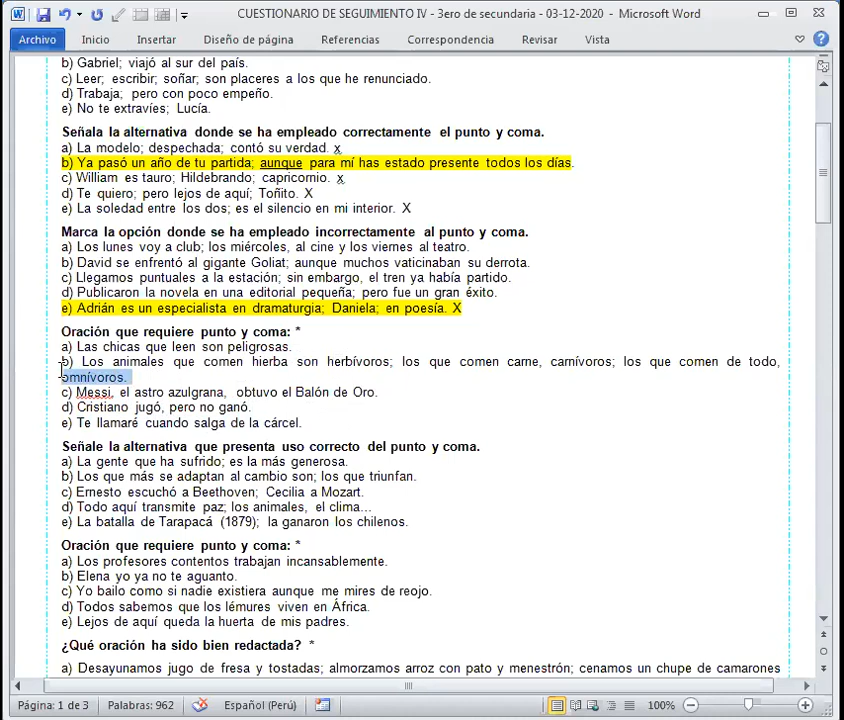 CUESTIONARIO DE SEGUIMIENTO IV - 3ero de secundaria - 03-12-2020 - Microsoft Word
Archivo Inicio Insertar Diseño de página Referencias Correspondencia Revisar Vista
b) Gabriel; viajó al sur del país.
c) Leer; escribir; soñar; son placeres a los que he renunciado.
d) Trabaja; pero con poco empeño.
e) No te extravíes; Lucía.
Señala la alternativa donde se ha empleado correctamente el punto y coma.
a) La modelo; despechada; contó su verdad. x
b) Ya pasó un año de tu partida; aunque para mí has estado presente todos los días.
c) William es tauro; Hildebrando; capricornio. x
d) Te quiero; pero lejos de aquí; Toñito. X
e) La soledad entre los dos; es el silencio en mi interior. X
Marca la opción donde se ha empleado incorrectamente al punto y coma.
a) Los lunes voy a club; los miércoles, al cine y los viernes al teatro.
b) David se enfrentó al gigante Goliat; aunque muchos vaticinaban su derrota.
c) Llegamos puntuales a la estación; sin embargo, el tren ya había partido.
d) Publicaron la novela en una editorial pequeña; pero fue un gran éxito.
e) Adrián es un especialista en dramaturgia; Daniela; en poesía. X
Oración que requiere punto y coma: *
a) Las chicas que leen son peligrosas.
b) Los animales que comen hierba son herbívoros; los que comen carne, carnívoros; los que comen de todo,
omnívoros.
c) Messi, el astro azulgrana, obtuvo el Balón de Oro.
d) Cristiano jugó, pero no ganó.
e) Te llamaré cuando salga de la cárcel.
Señale la alternativa que presenta uso correcto del punto y coma.
a) La gente que ha sufrido; es la más generosa.
b) Los que más se adaptan al cambio son; los que triunfan.
c) Ernesto escuchó a Beethoven; Cecilia a Mozart.
d) Todo aquí transmite paz; los animales, el clima...
e) La batalla de Tarapacá (1879); la ganaron los chilenos.
Oración que requiere punto y coma: *
a) Los profesores contentos trabajan incansablemente.
b) Elena yo ya no te aguanto.
c) Yo bailo como si nadie existiera aunque me mires de reojo.
d) Todos sabemos que los lémures viven en África.
e) Lejos de aquí queda la huerta de mis padres.
¿Qué oración ha sido bien redactada? *
a) Desayunamos jugo de fresa y tostadas; almorzamos arroz con pato y menestrón; cenamos un chupe de camarones
Página: 1 de 3 Palabras: 962 Español (Perú) 100%